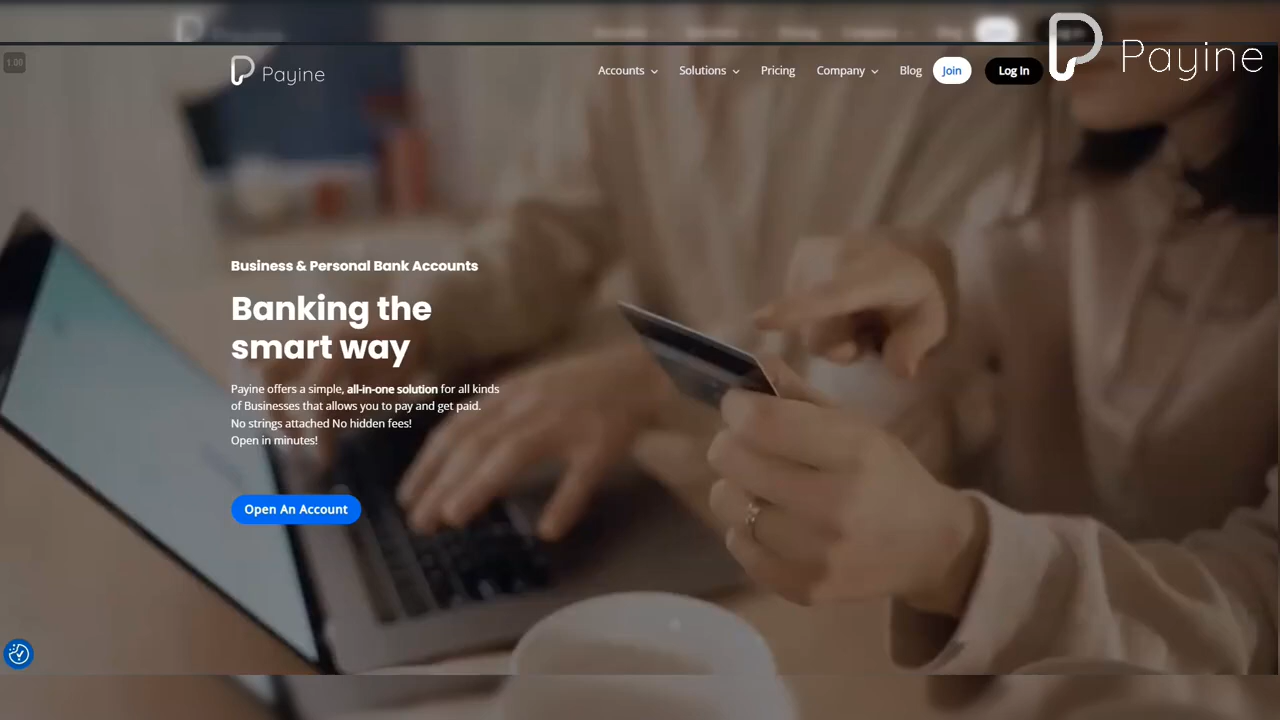 Payine
1.00
Payine
Accounts
Solutions
Pricing
Company
Blog
Join
Log In
Business & Personal Bank Accounts
Banking the
smart way
Payine offers a simple, all-in-one solution for all kinds
of Businesses that allows you to pay and get paid.
No strings attached No hidden fees!
Open in minutes!
Open An Account